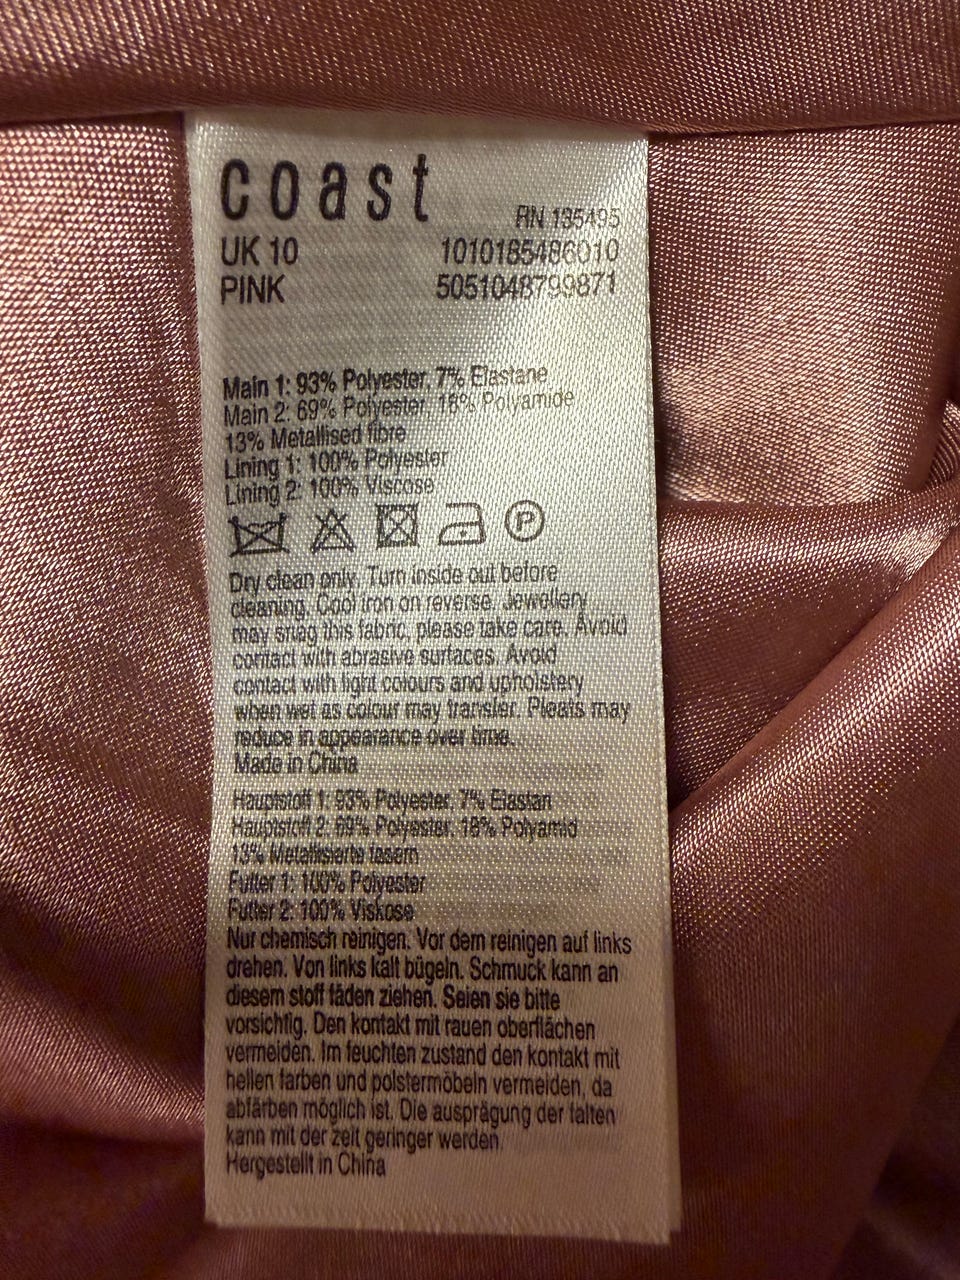 coast
RN 135495
UK 10 1010185486010
PINK 5051048799871
Main 1: 93% Polyester, 7% Elastane
Main 2: 69% Polyester, 18% Polyamide
13% Metallised fibre
Lining 1: 100% Polyester
Lining 2: 100% Viscose
P
Dry clean only. Turn inside out before
cleaning. Cool iron on reverse. Jewellery
may snag this fabric, please take care. Avoid
contact with abrasive surfaces. Avoid
contact with light colours and upholstery
when wet as colour may transfer. Pleats may
reduce in appearance over time.
Made in China
Hauptstoff 1: 93% Polyester, 7% Elastan
Hauptstoff 2: 69% Polyester, 18% Polyamid
13% Metallisierte fasern
Futter 1: 100% Polyester
Futter 2: 100% Viskose
Nur chemisch reinigen. Vor dem reinigen auf links
drehen. Von links kalt bügeln. Schmuck kann an
diesem stoff fäden ziehen. Seien sie bitte
vorsichtig. Den kontakt mit rauen oberflächen
vermeiden. Im feuchten zustand den kontakt mit
hellen farben und polstermöbeln vermeiden, da
abfärben möglich ist. Die ausprägung der falten
kann mit der zeit geringer werden.
Hergestellt in China